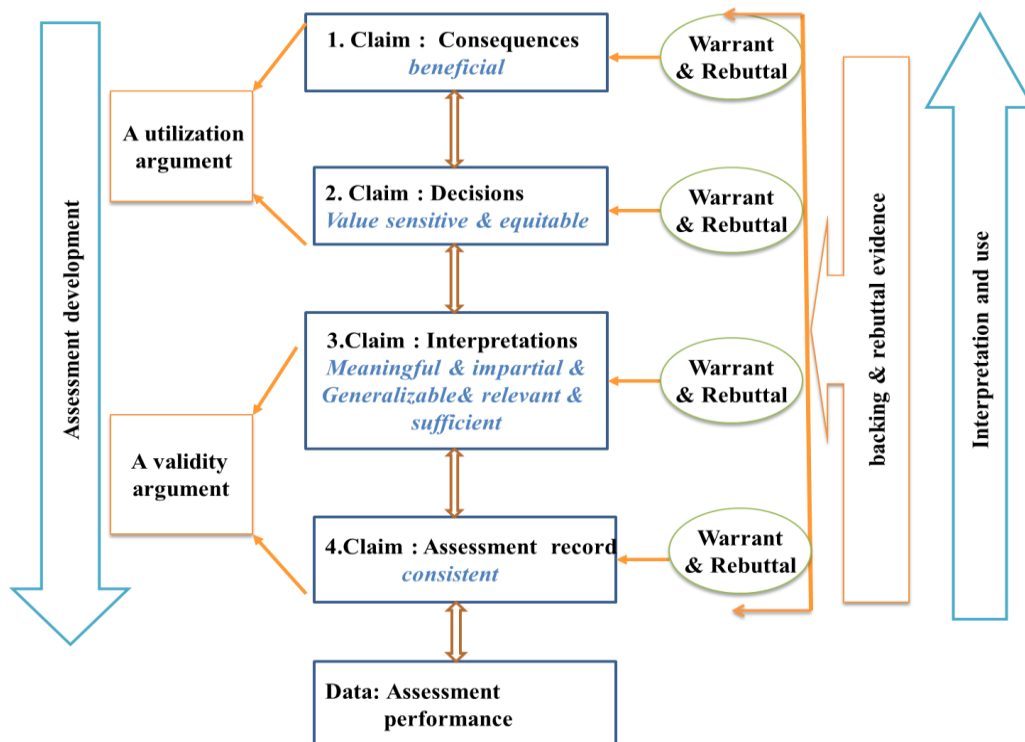 1. Claim : Consequences
beneficial
Warrant
& Rebuttal
A utilization
argument
2. Claim : Decisions
Value sensitive & equitable
Warrant
& Rebuttal
Assessment development
3.Claim : Interpretations
Meaningful & impartial &
Generalizable& relevant &
sufficient
Warrant
& Rebuttal
backing & rebuttal evidence
Interpretation and use
A validity
argument
4.Claim : Assessment record
consistent
Warrant
& Rebuttal
Data: Assessment
performance